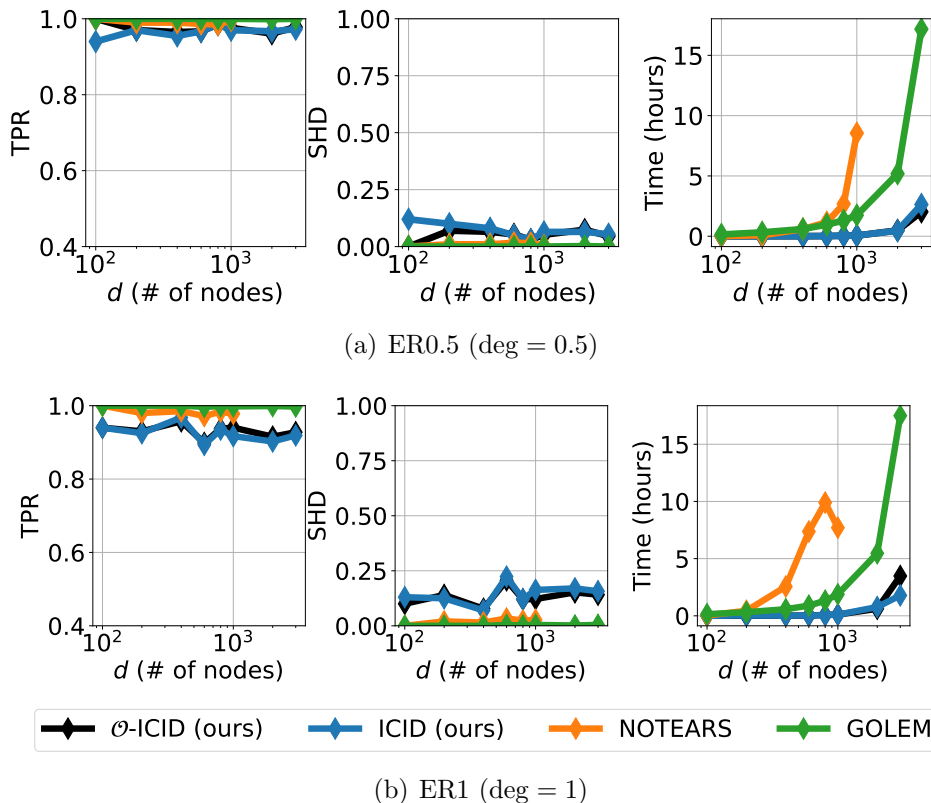 1.0
0.8
0.6
0.4
TPR
10²
10³
d (# of nodes)
1.00
0.75
0.50
0.25
0.00
SHD
10²
10³
d (# of nodes)
15
10
5
0
Time (hours)
10²
10³
d (# of nodes)
(a) ER0.5 (deg = 0.5)
1.0
0.8
0.6
0.4
TPR
10²
10³
d (# of nodes)
1.00
0.75
0.50
0.25
0.00
SHD
10²
10³
d (# of nodes)
15
10
5
0
Time (hours)
10²
10³
d (# of nodes)
𝒪-ICID (ours) ICID (ours) NOTEARS GOLEM
(b) ER1 (deg = 1)